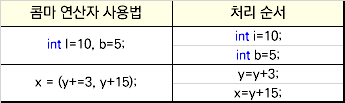 콤마 연산자 사용법 처리 순서
int I=10, b=5; int i=10;
int b=5;
x = (y+=3, y+15); y=y+3;
x=y+15;